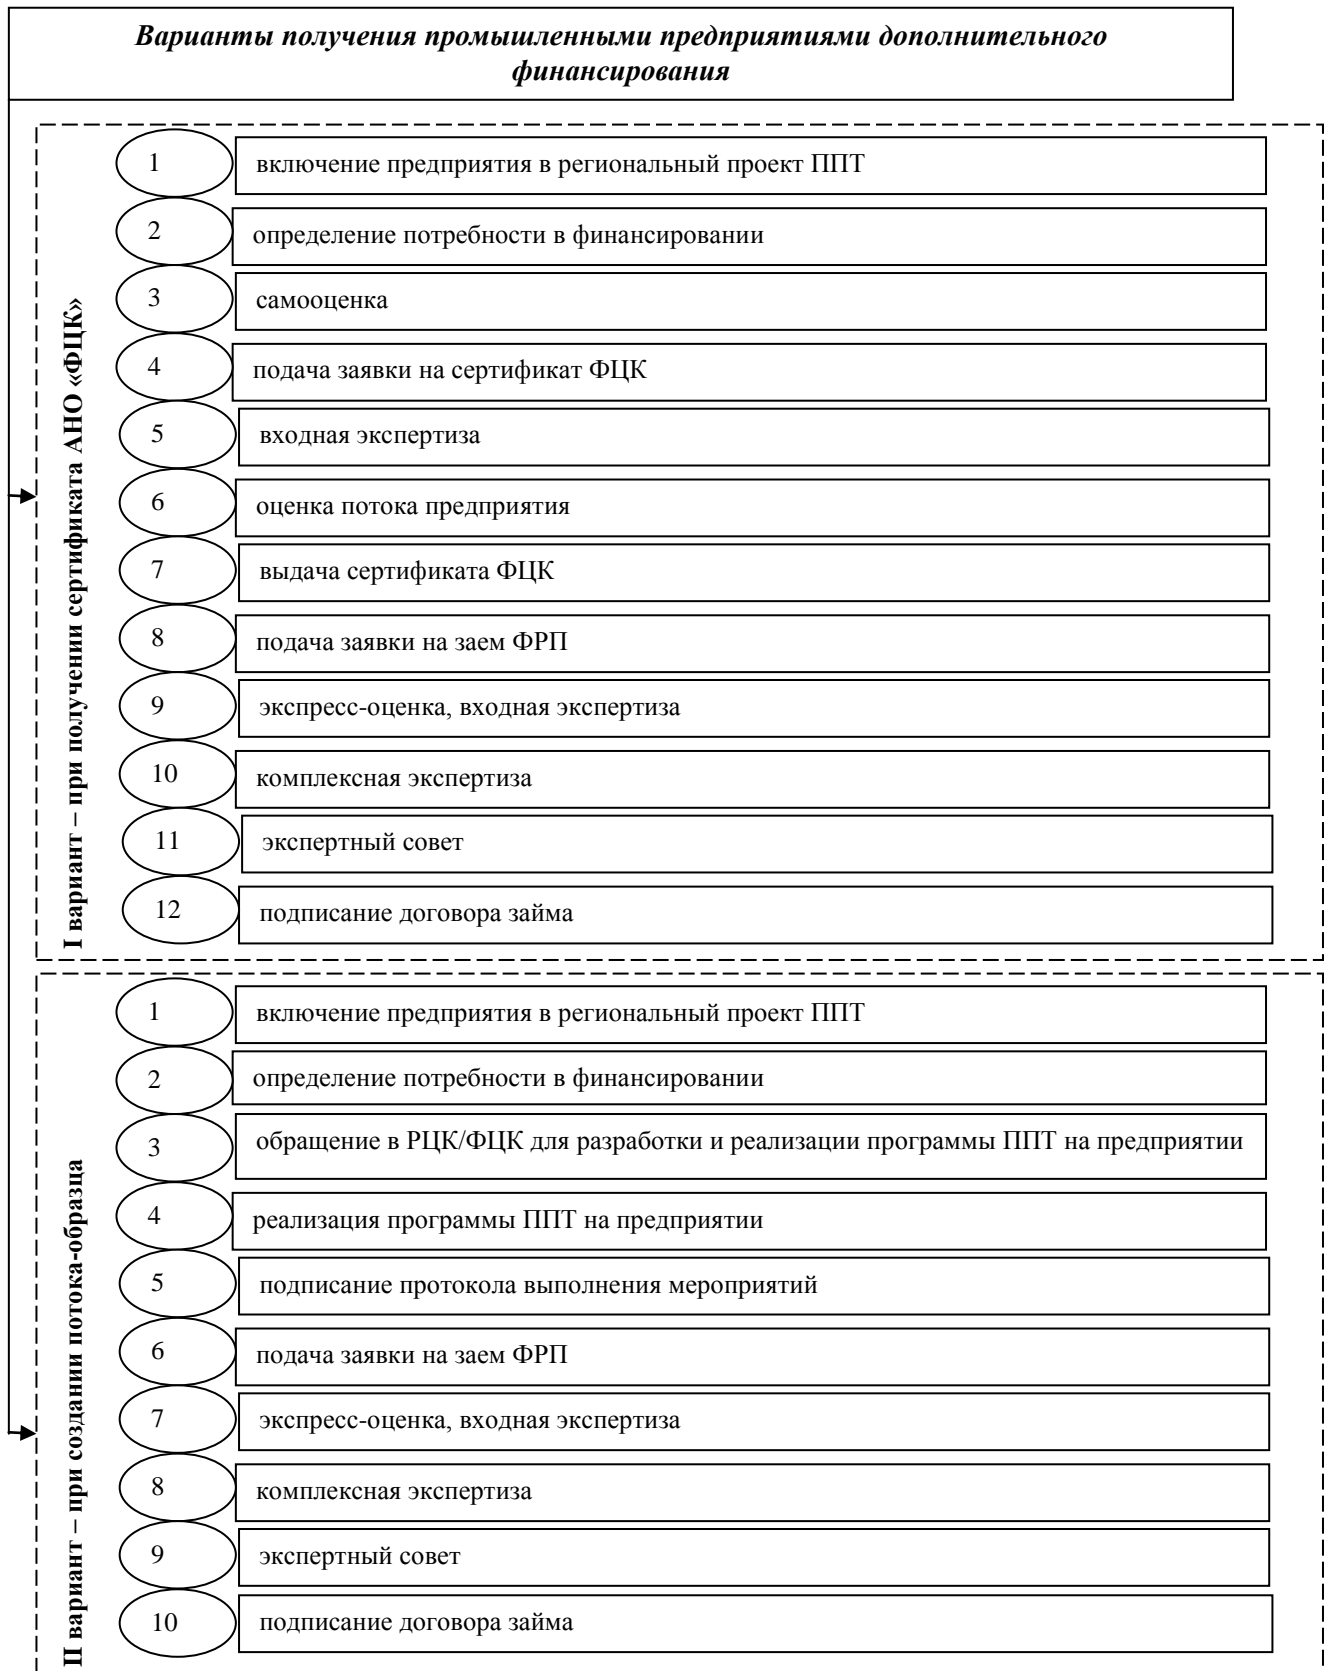 Варианты получения промышленными предприятиями дополнительного
финансирования
I вариант – при получении сертификата АНО «ФЦК»
1
включение предприятия в региональный проект ППТ
2
определение потребности в финансировании
3
самооценка
4
подача заявки на сертификат ФЦК
5
входная экспертиза
6
оценка потока предприятия
7
выдача сертификата ФЦК
8
подача заявки на заем ФРП
9
экспресс-оценка, входная экспертиза
10
комплексная экспертиза
11
экспертный совет
12
подписание договора займа
II вариант – при создании потока-образца
1
включение предприятия в региональный проект ППТ
2
определение потребности в финансировании
3
обращение в РЦК/ФЦК для разработки и реализации программы ППТ на предприятии
4
реализация программы ППТ на предприятии
5
подписание протокола выполнения мероприятий
6
подача заявки на заем ФРП
7
экспресс-оценка, входная экспертиза
8
комплексная экспертиза
9
экспертный совет
10
подписание договора займа